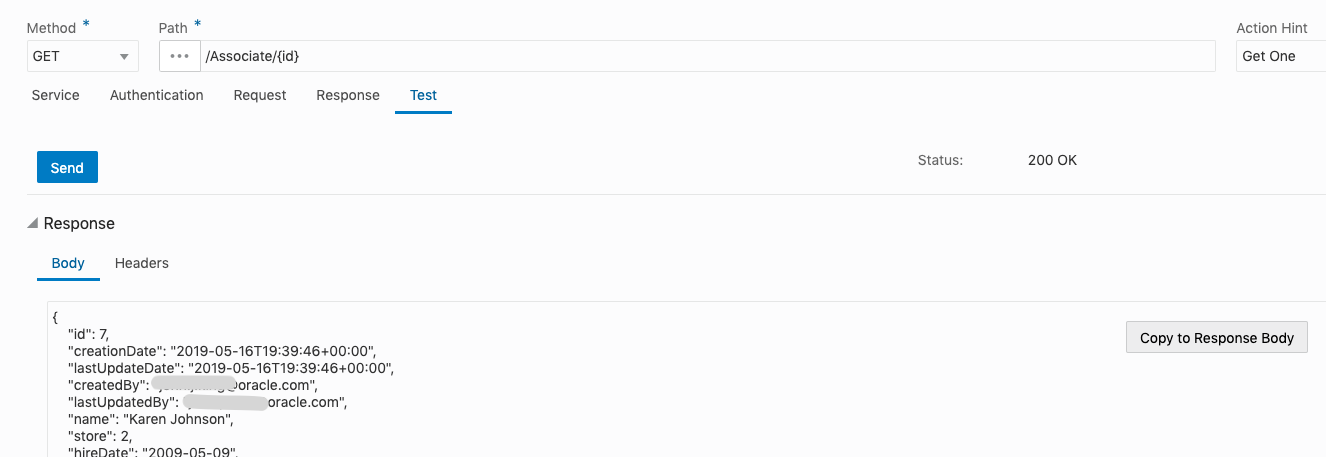 Method *
Path *
Action Hint
GET
... /Associate/{id}
Get One
Service Authentication Request Response Test
Send
Status: 200 OK
Response
Body Headers
{
"id": 7,
"creationDate": "2019-05-16T19:39:46+00:00",
"lastUpdateDate": "2019-05-16T19:39:46+00:00",
"createdBy": @oracle.com",
"lastUpdatedBy": oracle.com",
"name": "Karen Johnson",
"store": 2,
"hireDate": "2009-05-09",
Copy to Response Body